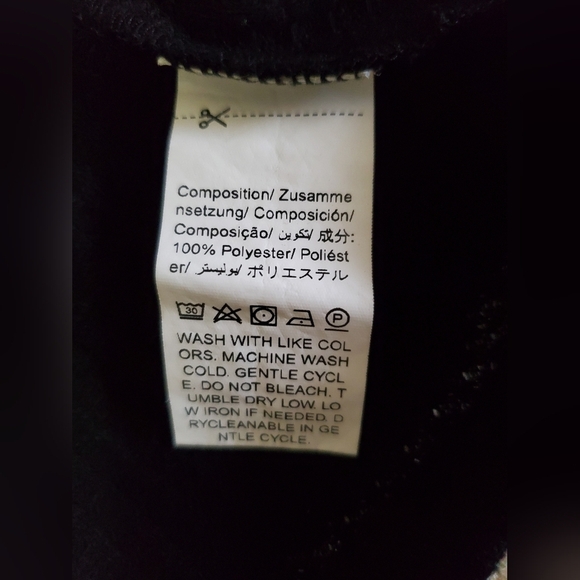 Composition/ Zusamme
nsetzung/ Composición/
Composição/ تكوين/ 成分:
100% Polyester/ Poliést
er/ بوليستر/ ポリエステル
30 P
WASH WITH LIKE COL
ORS. MACHINE WASH
COLD. GENTLE CYCL
E. DO NOT BLEACH. T
UMBLE DRY LOW. LO
W IRON IF NEEDED. D
RYCLEANABLE IN GE
NTLE CYCLE.